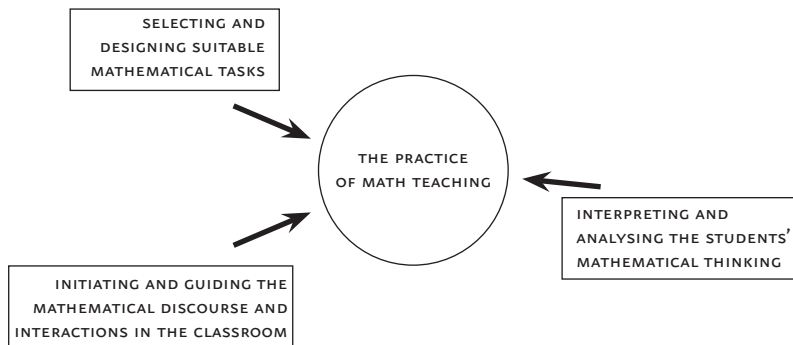 SELECTING AND
DESIGNING SUITABLE
MATHEMATICAL TASKS
THE PRACTICE
OF MATH TEACHING
INTERPRETING AND
ANALYSING THE STUDENTS'
MATHEMATICAL THINKING
INITIATING AND GUIDING THE
MATHEMATICAL DISCOURSE AND
INTERACTIONS IN THE CLASSROOM